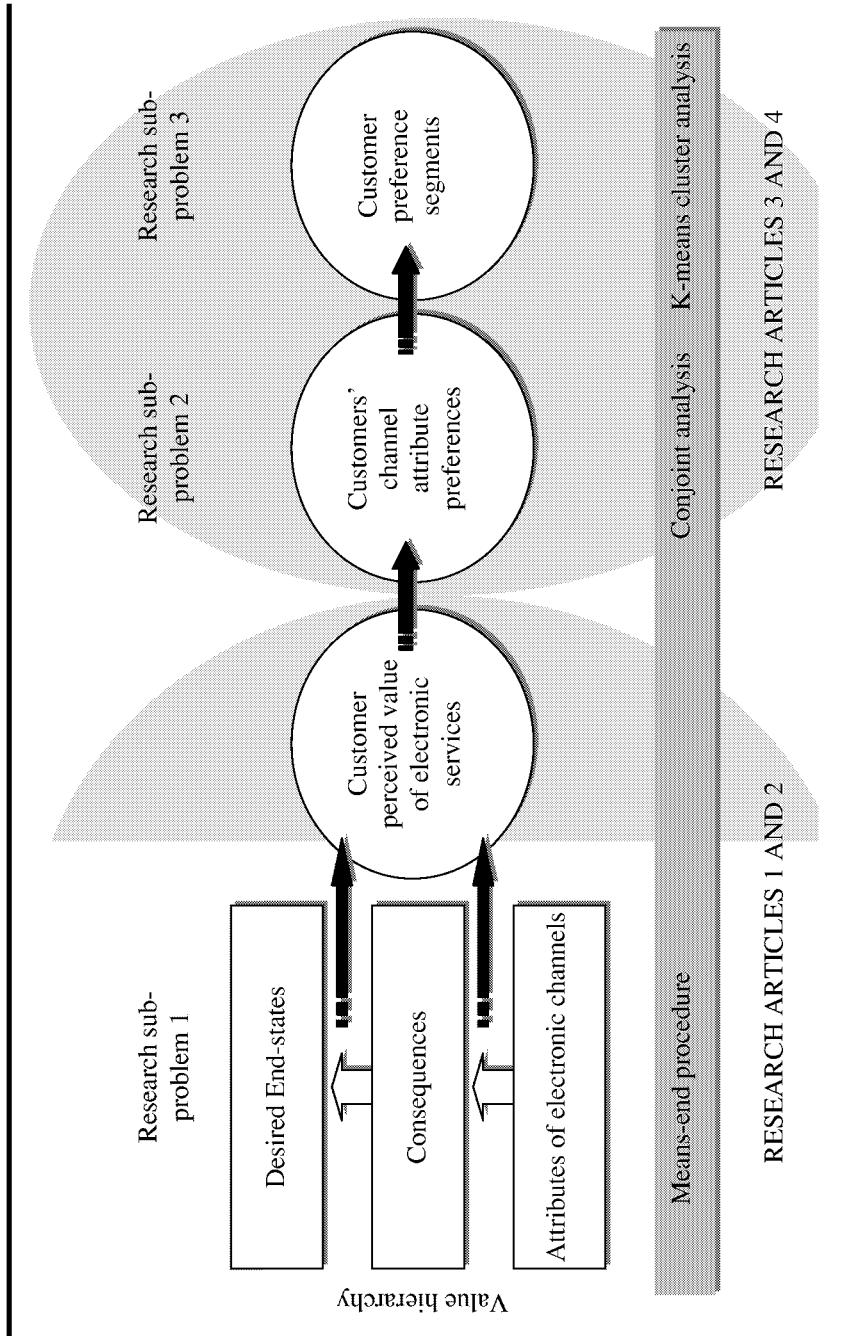 Research sub-
problem 1
Research sub-
problem 2
Research sub-
problem 3
Value hierarchy
Desired End-states
Consequences
Attributes of electronic channels
Customer
perceived value
of electronic
services
Customers'
channel
attribute
preferences
Customer
preference
segments
Means-end procedure
Conjoint analysis
K-means cluster analysis
RESEARCH ARTICLES 1 AND 2
RESEARCH ARTICLES 3 AND 4